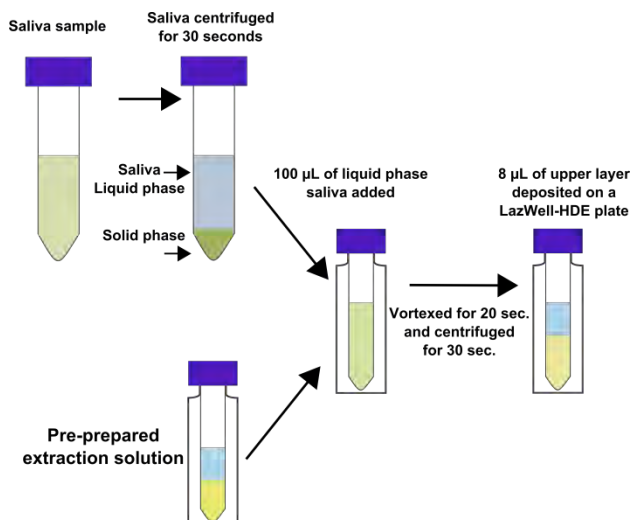 Saliva sample
Saliva centrifuged
for 30 seconds
Saliva
Liquid phase
Solid phase
100 µL of liquid phase
saliva added
8 µL of upper layer
deposited on a
LazWell-HDE plate
Vortexed for 20 sec.
and centrifuged
for 30 sec.
Pre-prepared
extraction solution